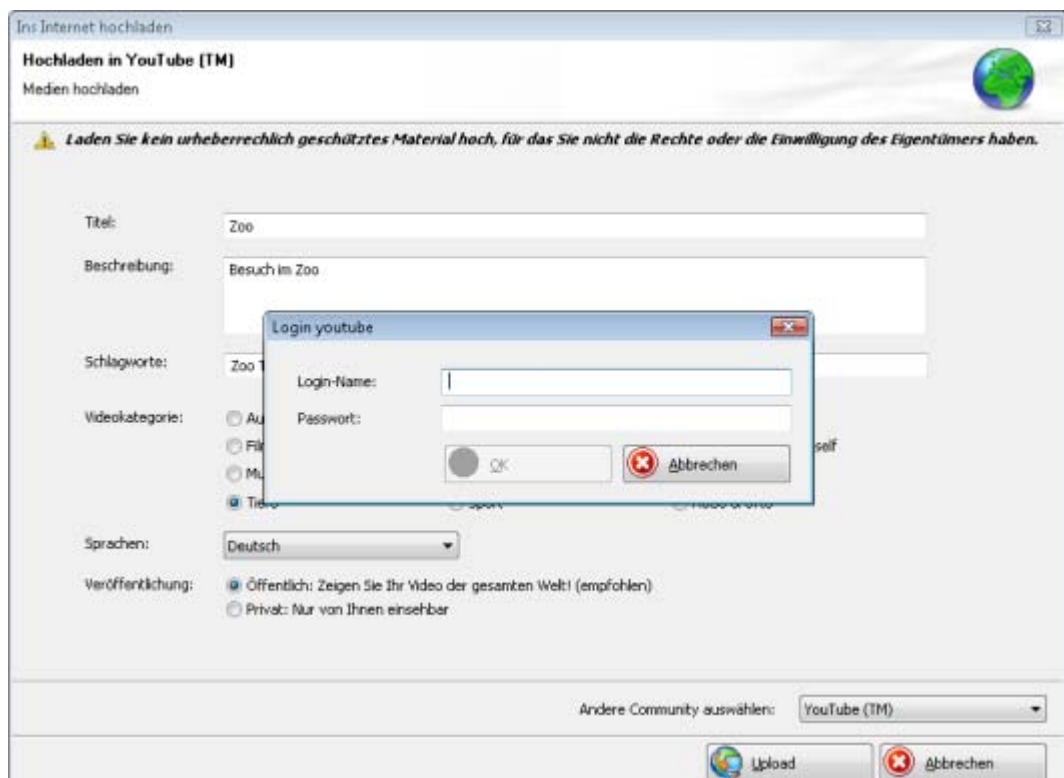 Ins Internet hochladen
Hochladen in YouTube (TM)
Medien hochladen
Laden Sie kein urheberrechlich geschütztes Material hoch, für das Sie nicht die Rechte oder die Einwilligung des Eigentümers haben.
Titel: Zoo
Beschreibung: Besuch im Zoo
Login youtube
Schlagworte: Zoo
Login-Name:
Videokategorie:
Passwort:
OK Abbrechen
Sprachen: Deutsch
Veröffentlichung: Öffentlich: Zeigen Sie Ihr Video der gesamten Welt! (empfohlen)
Privat: Nur von Ihnen einsehbar
Andere Community auswählen: YouTube (TM)
Upload Abbrechen